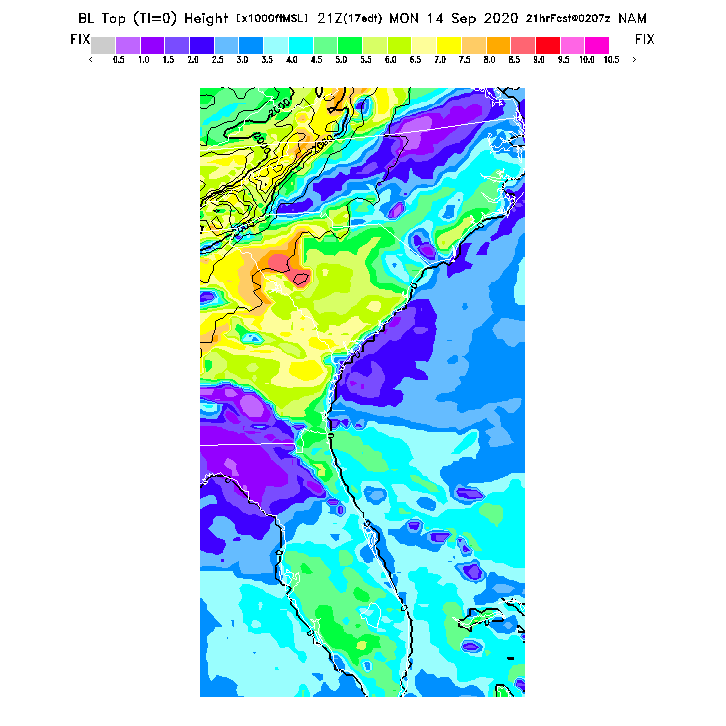 BL Top (TI=0) Height [x1000ftMSL] 21Z(17edt) MON 14 Sep 2020 21hrFcst@0207z NAM
FIX FIX
< 0.5 1.0 1.5 2.0 2.5 3.0 3.5 4.0 4.5 5.0 5.5 6.0 6.5 7.0 7.5 8.0 8.5 9.0 9.5 10.0 10.5 >
2000
2000
2000